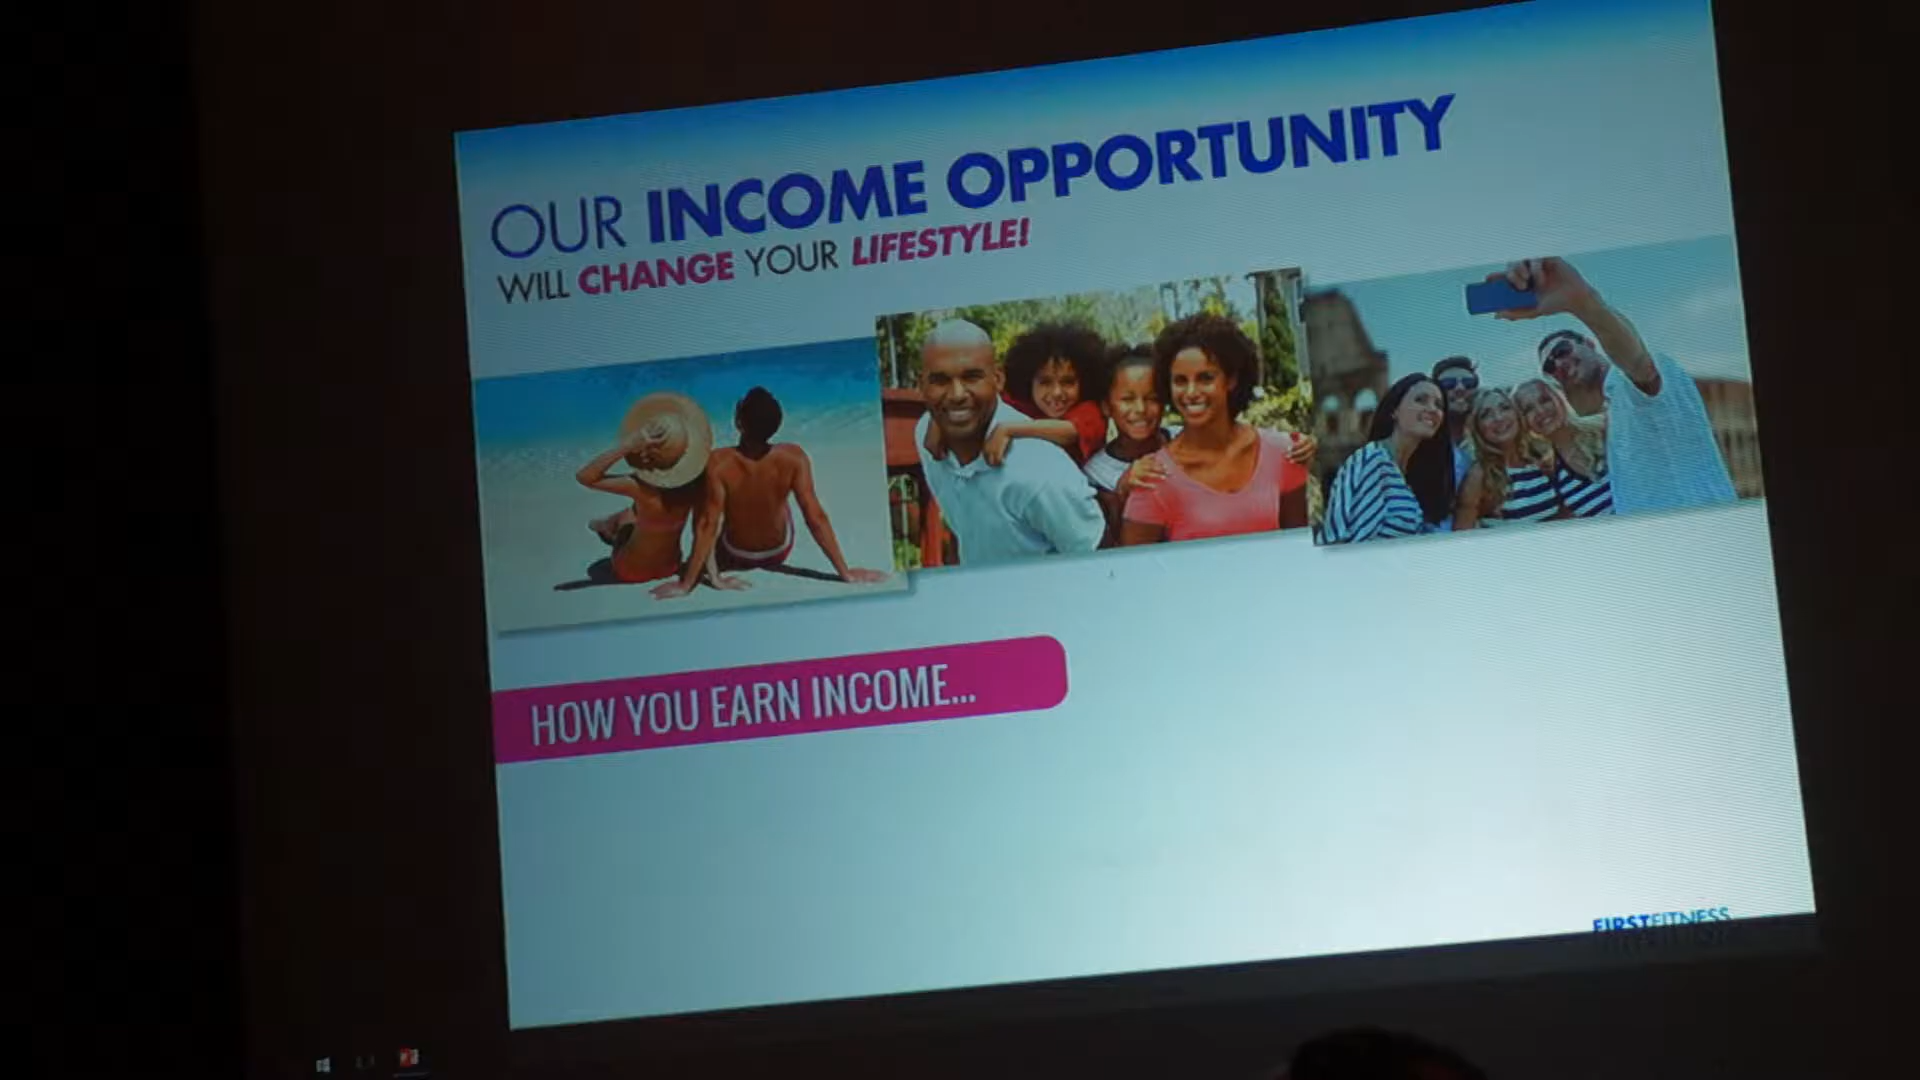 OUR INCOME OPPORTUNITY
WILL CHANGE YOUR LIFESTYLE!
HOW YOU EARN INCOME...
FIRSTFITNESS